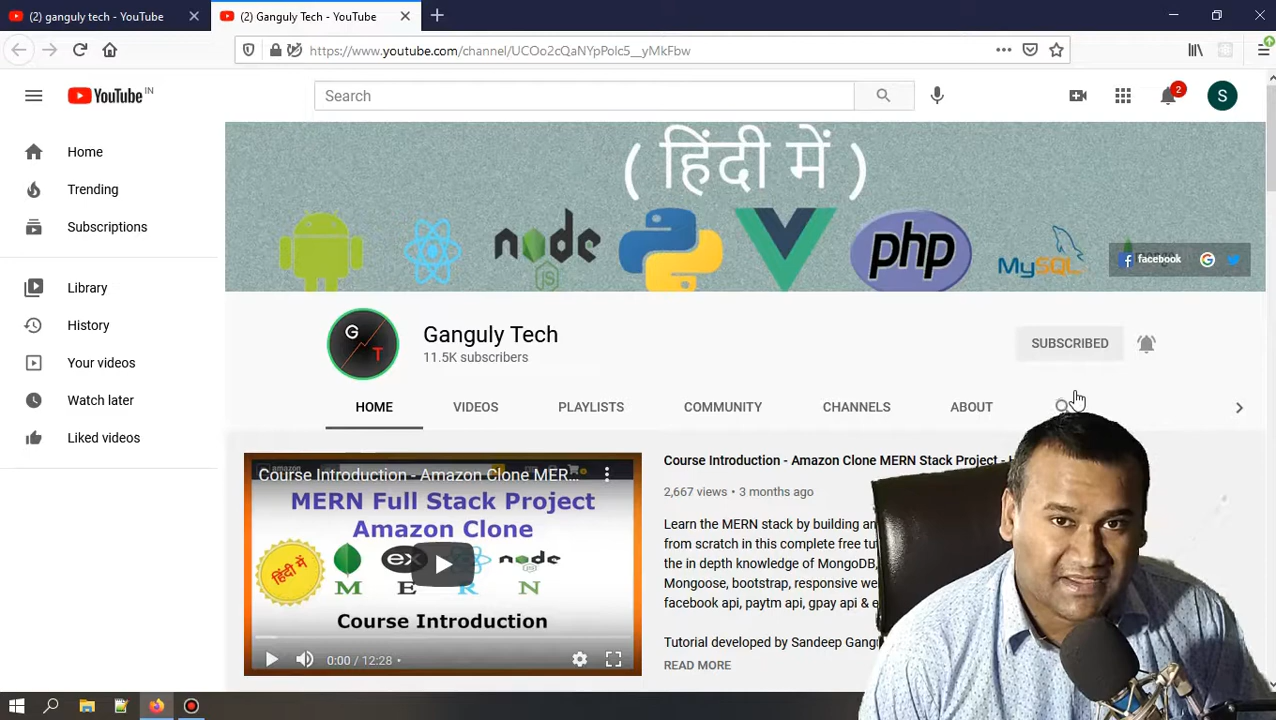 (2) ganguly tech - YouTube
(2) Ganguly Tech - YouTube
https://www.youtube.com/channel/UCOo2cQaNYpPolc5__yMkFbw
YouTube IN
Search
2
S
Home
Trending
Subscriptions
Library
History
Your videos
Watch later
Liked videos
( हिंदी में )
node
JS
php
MySQL
facebook
G
G T
Ganguly Tech
11.5K subscribers
SUBSCRIBED
HOME VIDEOS PLAYLISTS COMMUNITY CHANNELS ABOUT
Course Introduction - Amazon Clone MER...
MERN Full Stack Project
Amazon Clone
हिंदी में
ex
node
M E R N
Course Introduction
0:00 / 12:28
Course Introduction - Amazon Clone MERN Stack Project -
2,667 views • 3 months ago
Learn the MERN stack by building an
from scratch in this complete free tu
the in depth knowledge of MongoDB,
Mongoose, bootstrap, responsive we
facebook api, paytm api, gpay api & e
Tutorial developed by Sandeep Gang
READ MORE